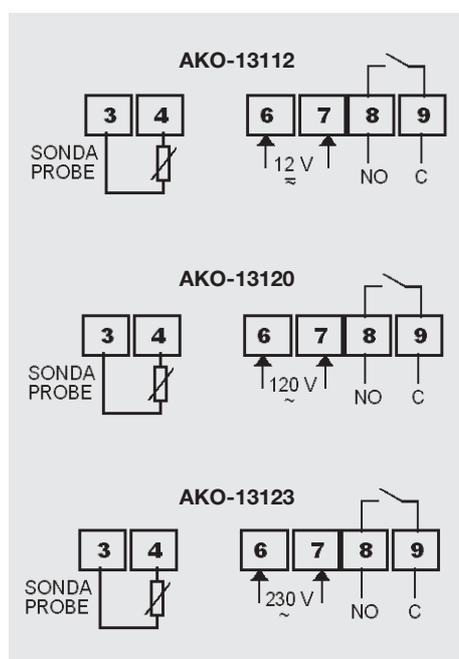 AKO-13112
3 4 6 7 8 9
SONDA
PROBE
12 V
≂
NO C
AKO-13120
3 4 6 7 8 9
SONDA
PROBE
120 V
~
NO C
AKO-13123
3 4 6 7 8 9
SONDA
PROBE
230 V
~
NO C